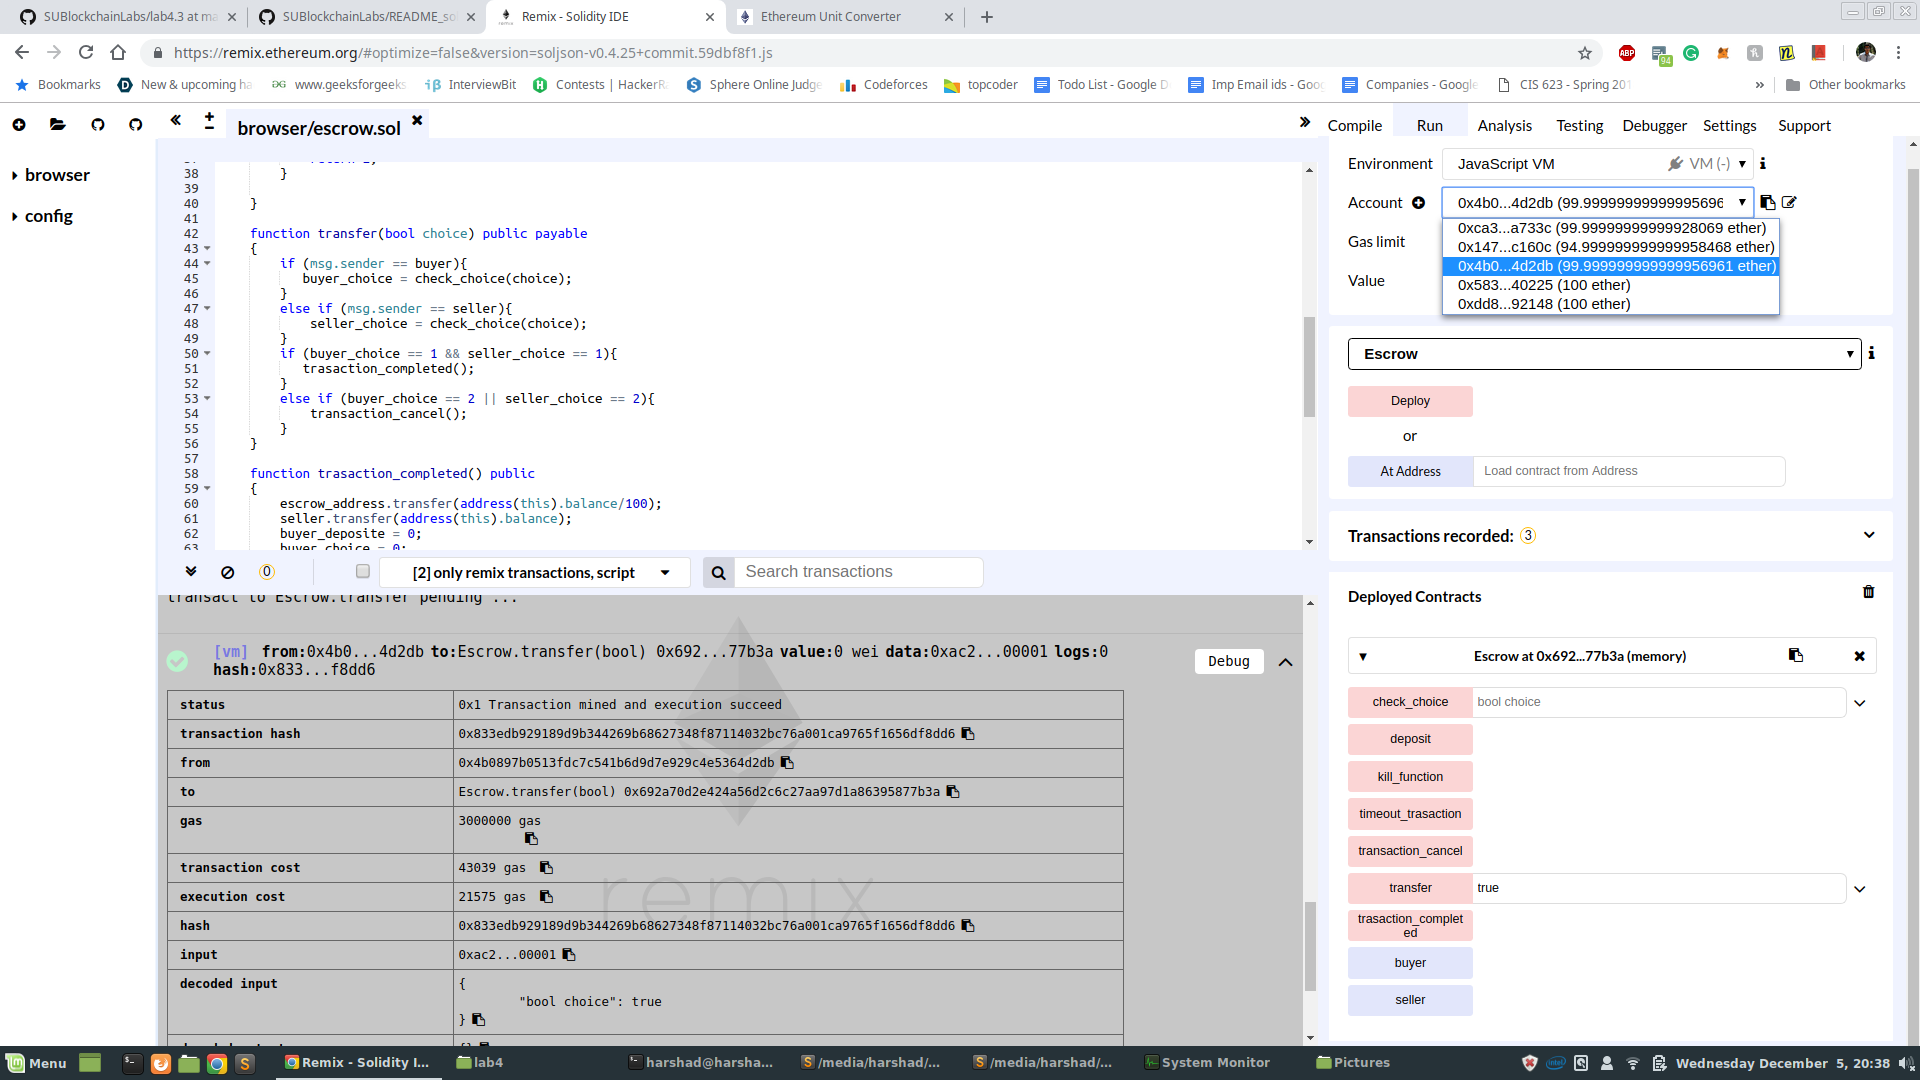 SUBlockchainLabs/lab4.3 at ma
SUBlockchainLabs/README_so
Remix - Solidity IDE
Ethereum Unit Converter
https://remix.ethereum.org/#optimize=false&version=soljson-v0.4.25+commit.59dbf8f1.js
ABP
94
Bookmarks
New & upcoming ha
www.geeksforgeeks
InterviewBit
Contests | HackerR
Sphere Online Judge
Codeforces
topcoder
Todo List - Google D
Imp Email ids - Goog
Companies - Google
CIS 623 - Spring 201
» Other bookmarks
browser/escrow.sol
Compile Run Analysis Testing Debugger Settings Support
browser
config
38 }
39
40 }
41
42 function transfer(bool choice) public payable
43 {
44 if (msg.sender == buyer){
45 buyer_choice = check_choice(choice);
46 }
47 else if (msg.sender == seller){
48 seller_choice = check_choice(choice);
49 }
50 if (buyer_choice == 1 && seller_choice == 1){
51 trasaction_completed();
52 }
53 else if (buyer_choice == 2 || seller_choice == 2){
54 transaction_cancel();
55 }
56 }
57
58 function trasaction_completed() public
59 {
60 escrow_address.transfer(address(this).balance/100);
61 seller.transfer(address(this).balance);
62 buyer_deposite = 0;
63 buyer_choice = 0;
0
[2] only remix transactions, script
Search transactions
transact to Escrow.transfer pending ...
[vm] from:0x4b0...4d2db to:Escrow.transfer(bool) 0x692...77b3a value:0 wei data:0xac2...00001 logs:0
hash:0x833...f8dd6
Debug
status 0x1 Transaction mined and execution succeed
transaction hash 0x833edb929189d9b344269b68627348f87114032bc76a001ca9765f1656df8dd6
from 0x4b0897b0513fdc7c541b6d9d7e929c4e5364d2db
to Escrow.transfer(bool) 0x692a70d2e424a56d2c6c27aa97d1a86395877b3a
gas 3000000 gas
transaction cost 43039 gas
execution cost 21575 gas
hash 0x833edb929189d9b344269b68627348f87114032bc76a001ca9765f1656df8dd6
input 0xac2...00001
decoded input {
"bool choice": true
}
remix
Environment JavaScript VM VM (-)
Account 0x4b0...4d2db (99.99999999999995696
0xca3...a733c (99.99999999999928069 ether)
0x147...c160c (94.999999999999958468 ether)
0x4b0...4d2db (99.999999999999956961 ether)
0x583...40225 (100 ether)
0xdd8...92148 (100 ether)
Gas limit
Value
Escrow
Deploy
or
At Address Load contract from Address
Transactions recorded: 3
Deployed Contracts
Escrow at 0x692...77b3a (memory)
check_choice bool choice
deposit
kill_function
timeout_trasaction
transaction_cancel
transfer true
trasaction_complet
ed
buyer
seller
Menu
Remix - Solidity I...
lab4
harshad@harsha...
/media/harshad/...
/media/harshad/...
System Monitor
Pictures
Wednesday December 5, 20:38